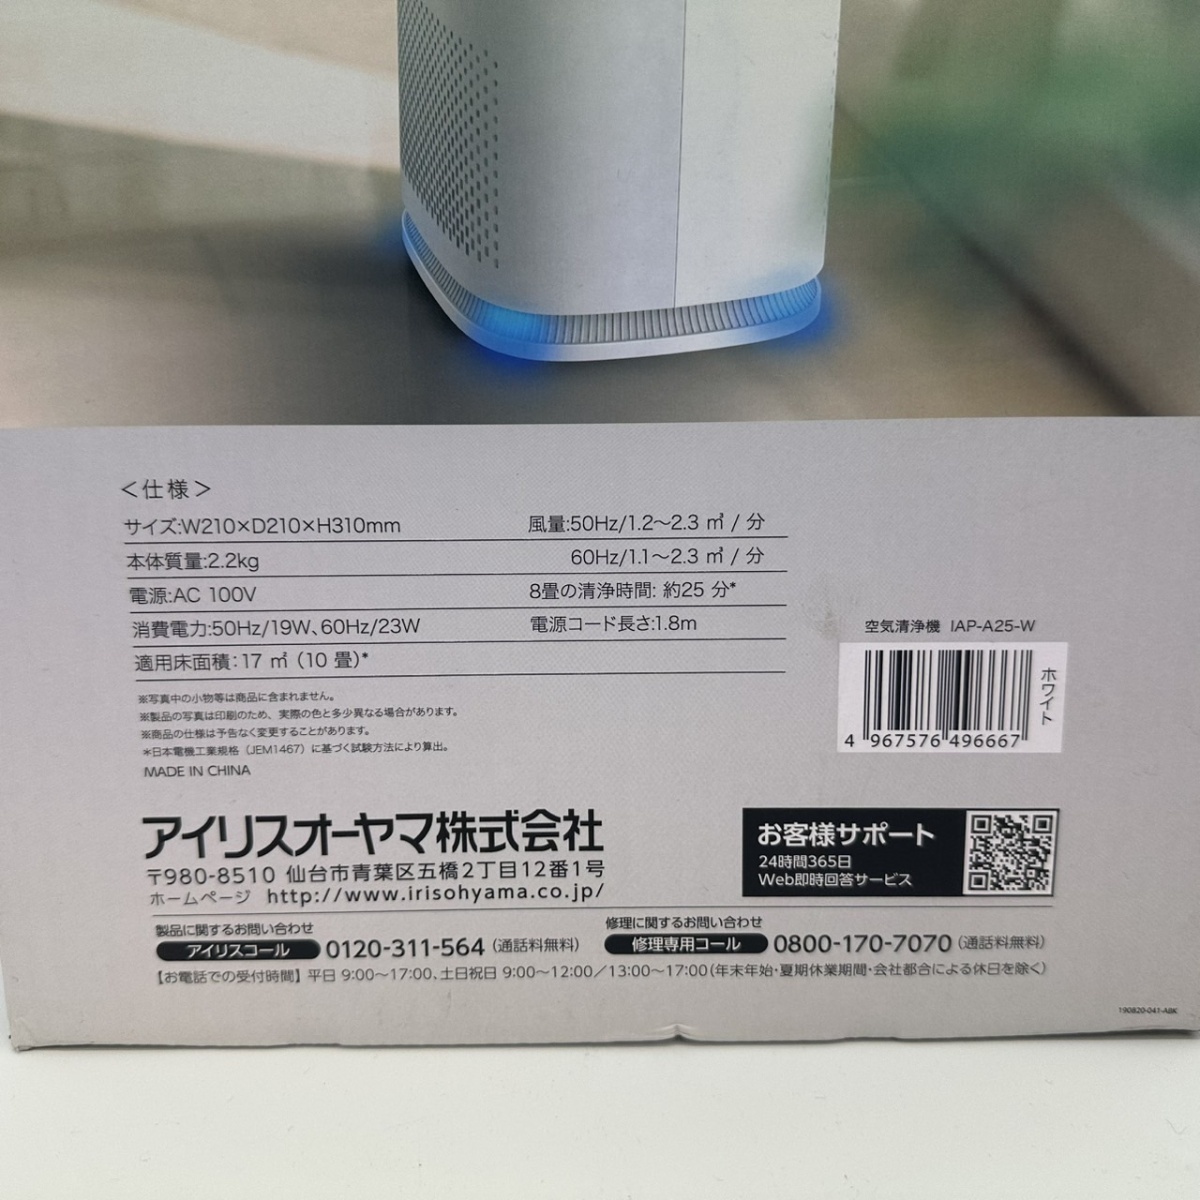 ＜仕様＞
サイズ:W210×D210×H310mm
本体質量:2.2kg
電源:AC 100V
消費電力:50Hz/19W、60Hz/23W
適用床面積：17 ㎡（10 畳）*
風量:50Hz/1.2～2.3 ㎥ / 分
60Hz/1.1～2.3 ㎥ / 分
8畳の清浄時間: 約25 分*
電源コード長さ:1.8m
※写真中の小物等は商品に含まれません。
※製品の写真は印刷のため、実際の色と多少異なる場合があります。
※商品の仕様は予告なく変更することがあります。
*日本電機工業規格（JEM1467）に基づく試験方法により算出。
MADE IN CHINA
空気清浄機 IAP-A25-W
ホワイト
4 967576 496667
アイリスオーヤマ株式会社
〒980-8510 仙台市青葉区五橋2丁目12番1号
ホームページ http://www.irisohyama.co.jp/
お客様サポート
24時間365日
Web即時回答サービス
製品に関するお問い合わせ
アイリスコール 0120-311-564（通話料無料）
修理に関するお問い合わせ
修理専用コール 0800-170-7070（通話料無料）
【お電話での受付時間】平日 9:00～17:00、土日祝日 9:00～12:00／13:00～17:00（年末年始・夏期休業期間・会社都合による休日を除く）
190820-041-ABK